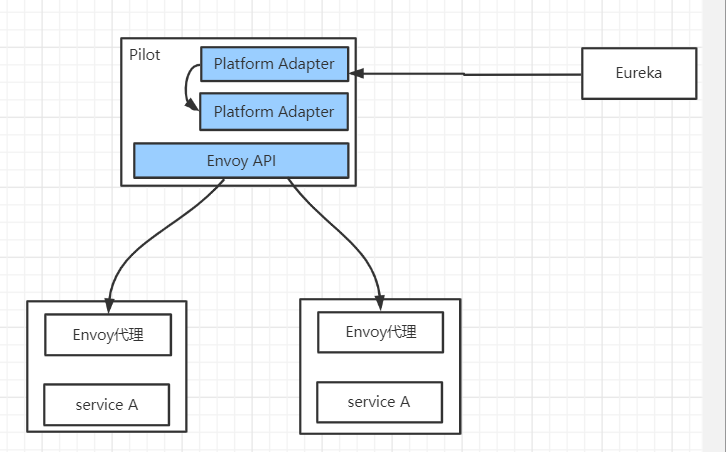 Pilot
Platform Adapter
Eureka
Platform Adapter
Envoy API
Envoy代理
Envoy代理
service A
service A